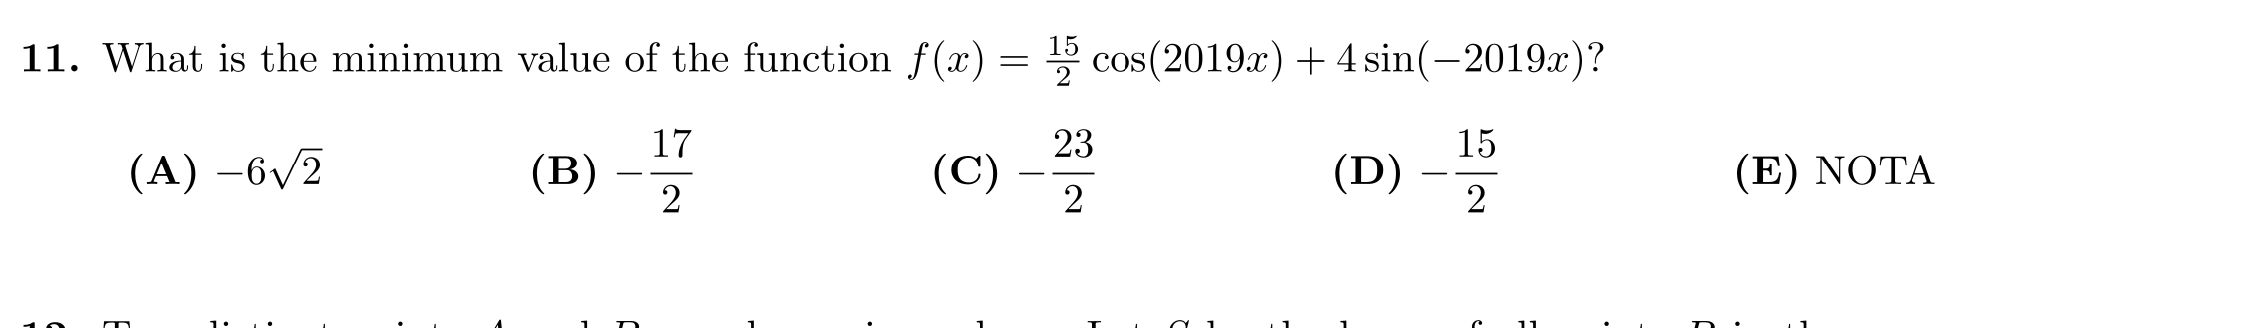 11. What is the minimum value of the function f(x) = 15/2 cos(2019x) + 4 sin(−2019x)?
(A) −6√2 (B) −17/2 (C) −23/2 (D) −15/2 (E) NOTA